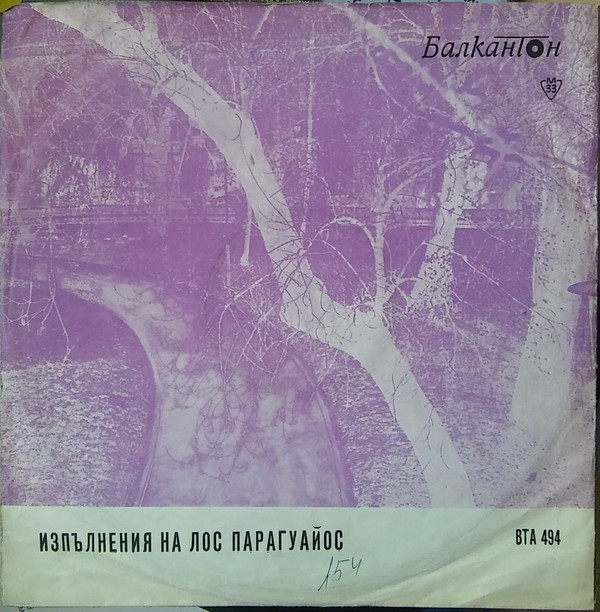 Балкантон
М
33
ИЗПЪЛНЕНИЯ НА ЛОС ПАРАГУАЙОС
ВТА 494
154